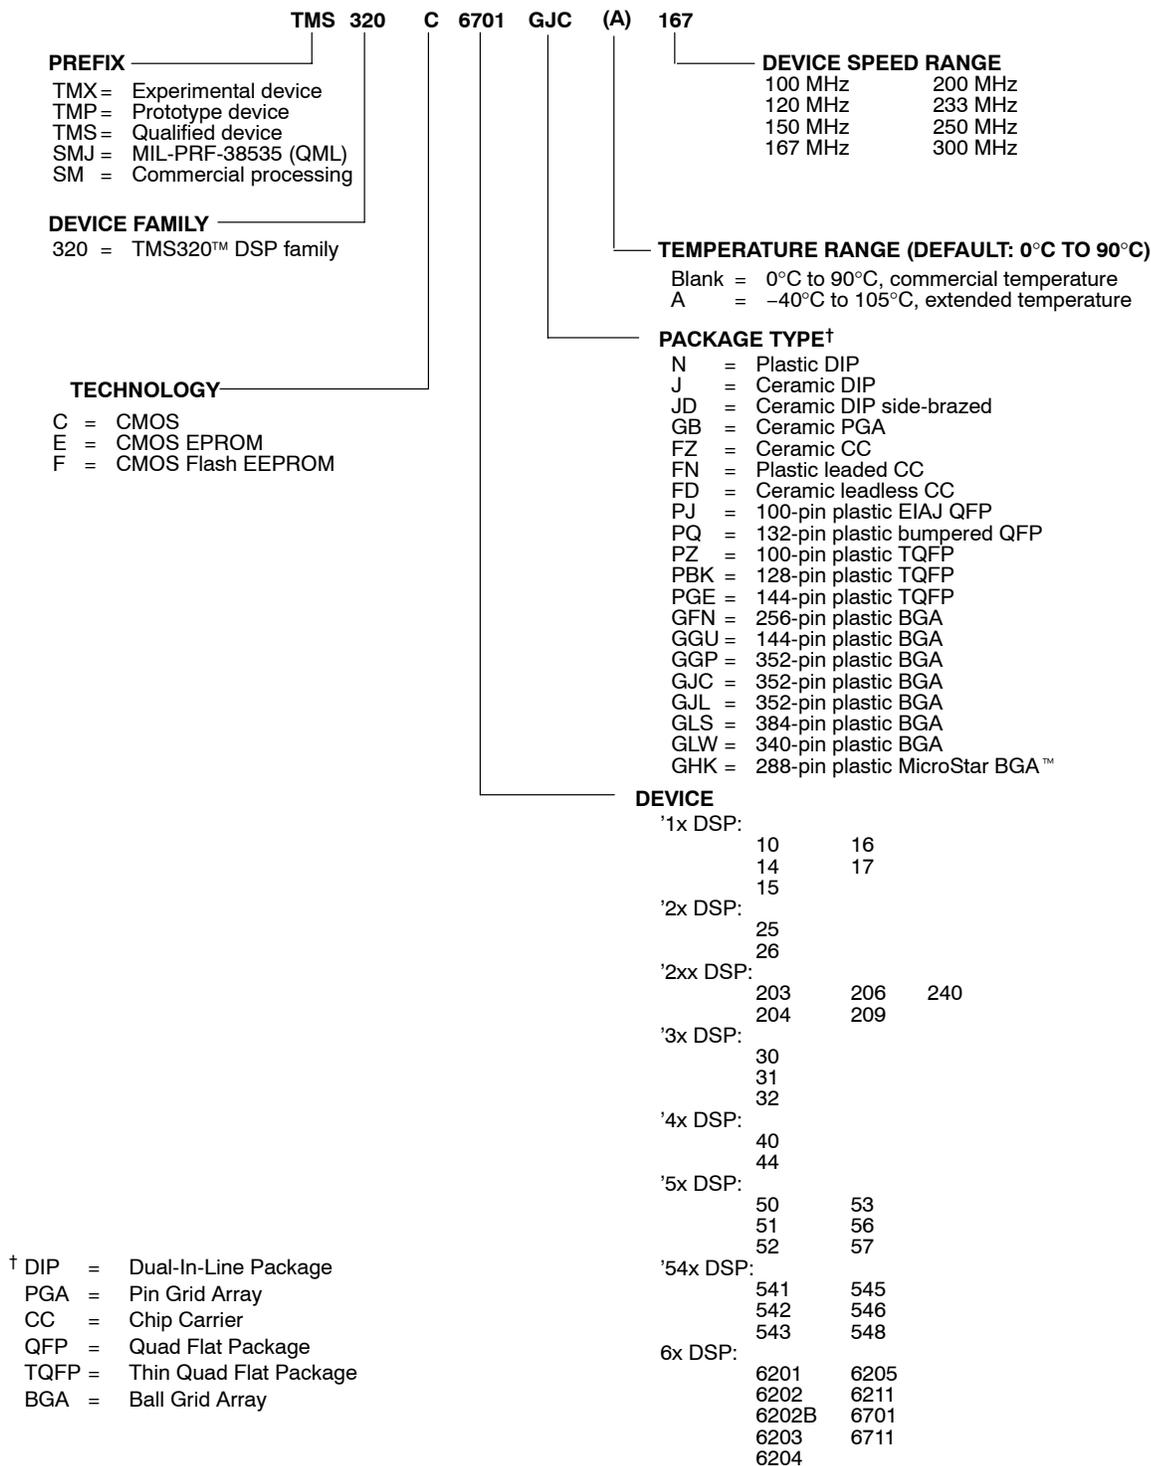 TMS 320 C 6701 GJC (A) 167
PREFIX
TMX = Experimental device
TMP = Prototype device
TMS = Qualified device
SMJ = MIL-PRF-38535 (QML)
SM = Commercial processing
DEVICE SPEED RANGE
100 MHz 200 MHz
120 MHz 233 MHz
150 MHz 250 MHz
167 MHz 300 MHz
DEVICE FAMILY
320 = TMS320™ DSP family
TEMPERATURE RANGE (DEFAULT: 0°C TO 90°C)
Blank = 0°C to 90°C, commercial temperature
A = −40°C to 105°C, extended temperature
PACKAGE TYPE†
N = Plastic DIP
J = Ceramic DIP
JD = Ceramic DIP side-brazed
GB = Ceramic PGA
FZ = Ceramic CC
FN = Plastic leaded CC
FD = Ceramic leadless CC
PJ = 100-pin plastic EIAJ QFP
PQ = 132-pin plastic bumpered QFP
PZ = 100-pin plastic TQFP
PBK = 128-pin plastic TQFP
PGE = 144-pin plastic TQFP
GFN = 256-pin plastic BGA
GGU = 144-pin plastic BGA
GGP = 352-pin plastic BGA
GJC = 352-pin plastic BGA
GJL = 352-pin plastic BGA
GLS = 384-pin plastic BGA
GLW = 340-pin plastic BGA
GHK = 288-pin plastic MicroStar BGA™
TECHNOLOGY
C = CMOS
E = CMOS EPROM
F = CMOS Flash EEPROM
DEVICE
’1x DSP:
10 16
14 17
15
’2x DSP:
25
26
’2xx DSP:
203 206 240
204 209
’3x DSP:
30
31
32
’4x DSP:
40
44
’5x DSP:
50 53
51 56
52 57
’54x DSP:
541 545
542 546
543 548
6x DSP:
6201 6205
6202 6211
6202B 6701
6203 6711
6204
† DIP = Dual-In-Line Package
PGA = Pin Grid Array
CC = Chip Carrier
QFP = Quad Flat Package
TQFP = Thin Quad Flat Package
BGA = Ball Grid Array